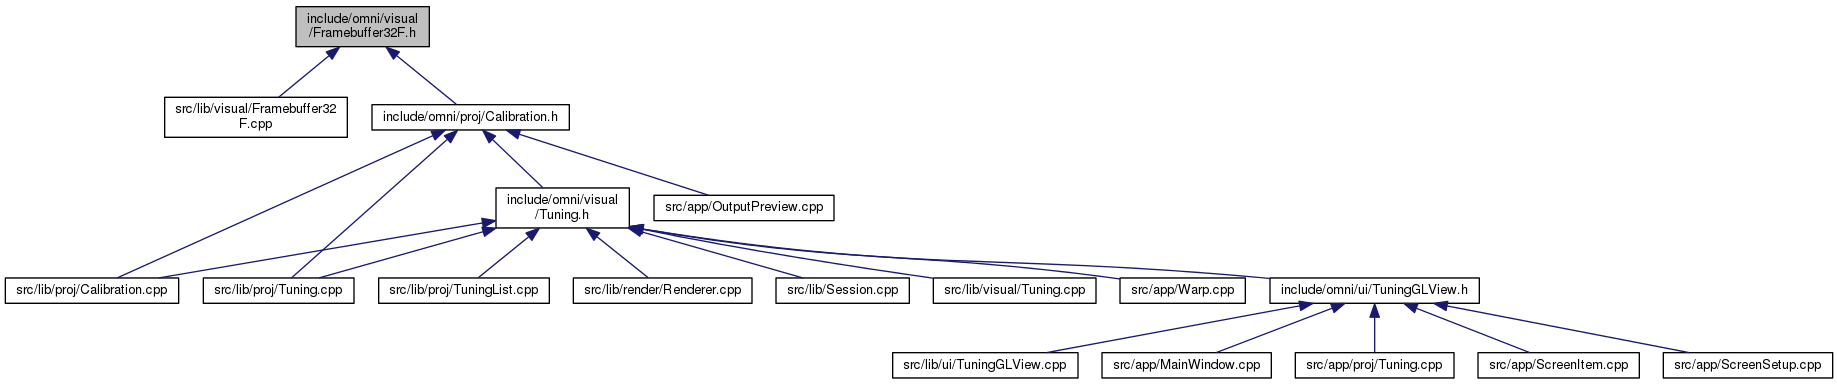 include/omni/visual
/Framebuffer32F.h
src/lib/visual/Framebuffer32
F.cpp
include/omni/proj/Calibration.h
include/omni/visual
/Tuning.h
src/app/OutputPreview.cpp
src/lib/proj/Calibration.cpp
src/lib/proj/Tuning.cpp
src/lib/proj/TuningList.cpp
src/lib/render/Renderer.cpp
src/lib/Session.cpp
src/lib/visual/Tuning.cpp
src/app/Warp.cpp
include/omni/ui/TuningGLView.h
src/lib/ui/TuningGLView.cpp
src/app/MainWindow.cpp
src/app/proj/Tuning.cpp
src/app/ScreenItem.cpp
src/app/ScreenSetup.cpp